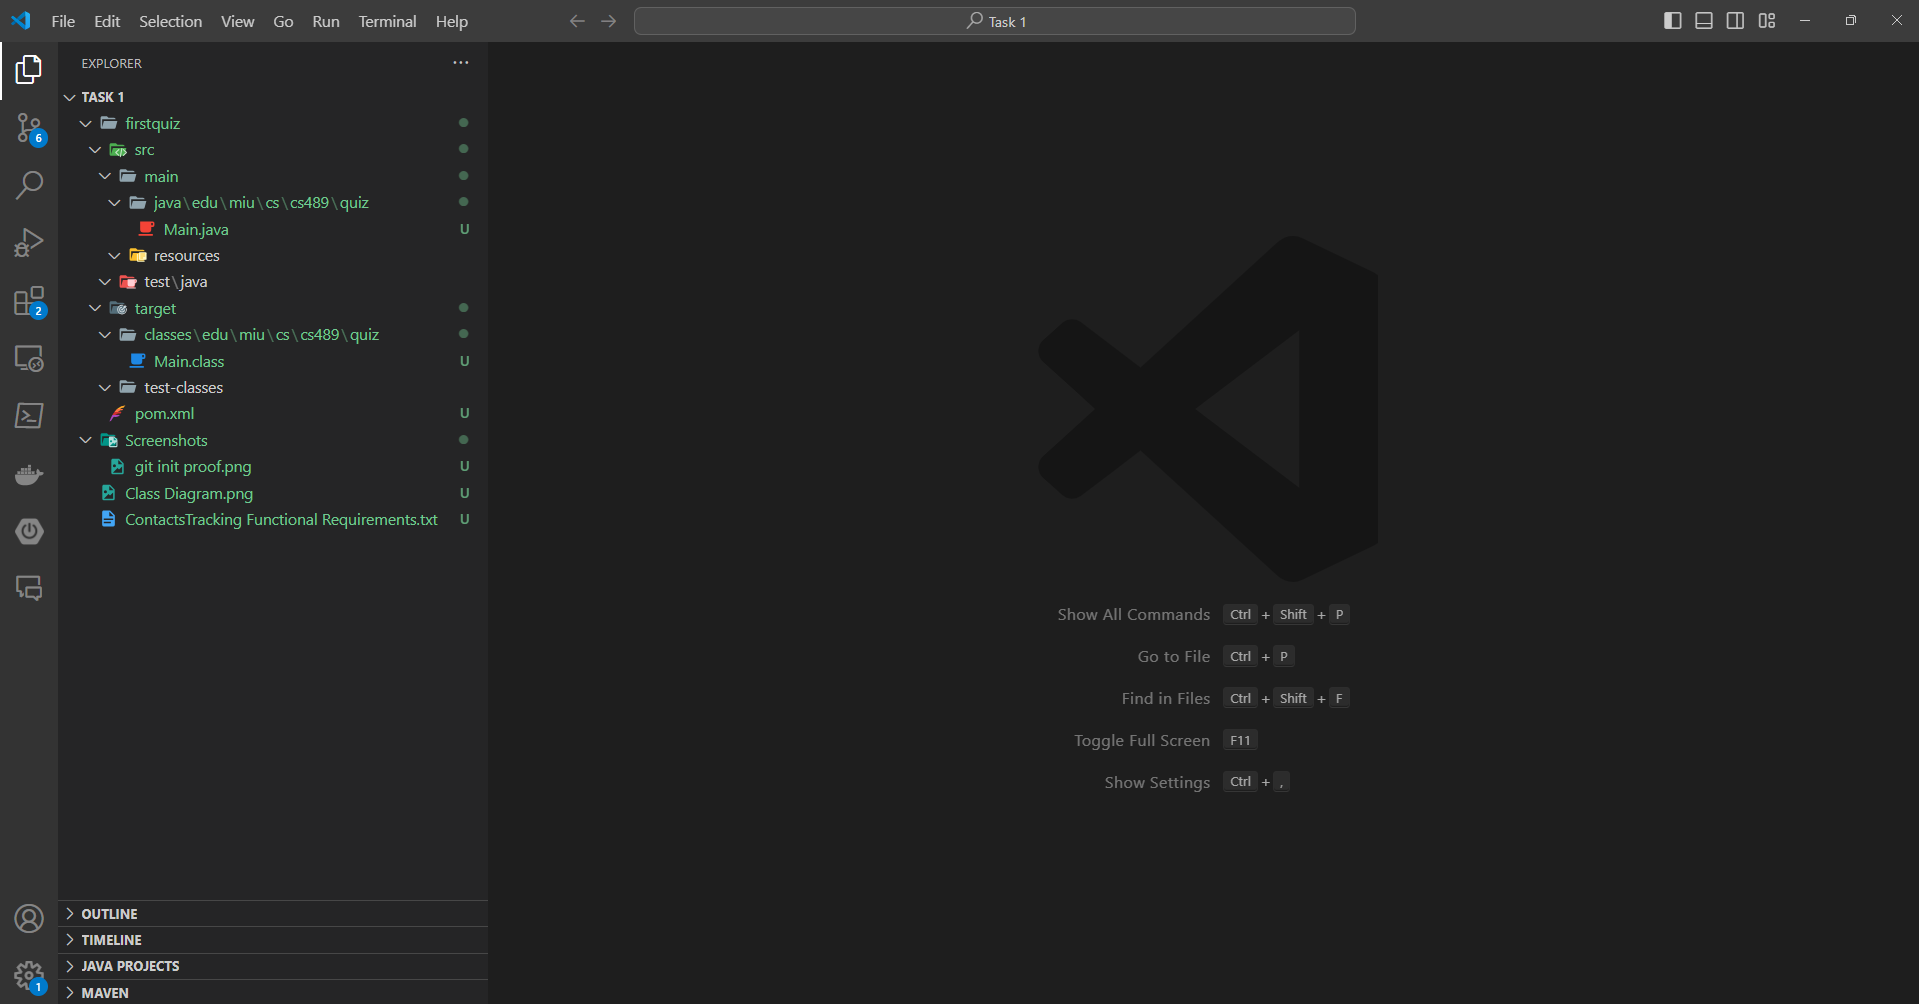 File Edit Selection View Go Run Terminal Help
Task 1
EXPLORER
TASK 1
firstquiz
src
main
java\edu\miu\cs\cs489\quiz
Main.java U
resources
test\java
target
classes\edu\miu\cs\cs489\quiz
Main.class U
test-classes
pom.xml U
Screenshots
git init proof.png U
Class Diagram.png U
ContactsTracking Functional Requirements.txt U
6
2
1
Show All Commands Ctrl + Shift + P
Go to File Ctrl + P
Find in Files Ctrl + Shift + F
Toggle Full Screen F11
Show Settings Ctrl + ,
OUTLINE
TIMELINE
JAVA PROJECTS
MAVEN